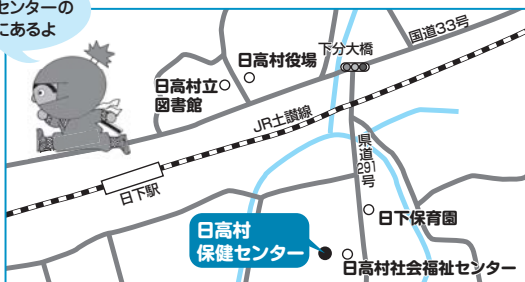 センターの
にあるよ
国道33号
下分大橋
日高村役場
日高村立
図書館
JR土讃線
県道291号
日下駅
日下保育園
日高村
保健センター
日高村社会福祉センター